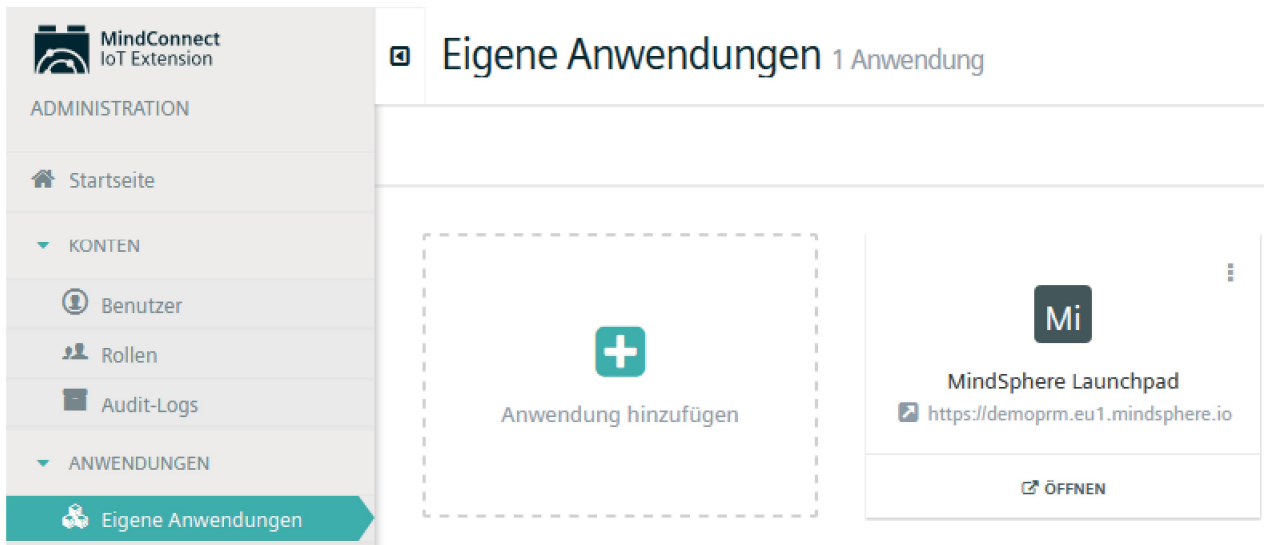 MindConnect
IoT Extension
ADMINISTRATION
Startseite
KONTEN
Benutzer
Rollen
Audit-Logs
ANWENDUNGEN
Eigene Anwendungen
Eigene Anwendungen 1 Anwendung
Anwendung hinzufügen
Mi
MindSphere Launchpad
https://demoprm.eu1.mindsphere.io
ÖFFNEN